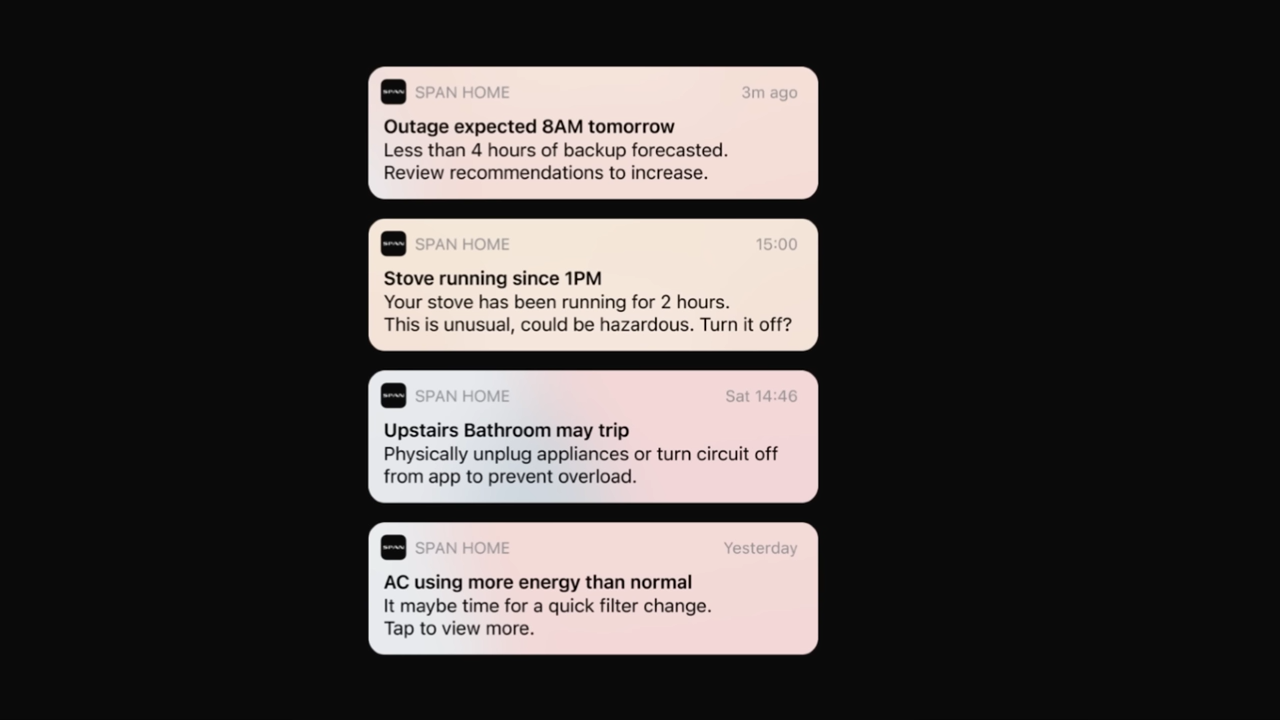 SPAN
SPAN HOME
3m ago
Outage expected 8AM tomorrow
Less than 4 hours of backup forecasted.
Review recommendations to increase.
SPAN
SPAN HOME
15:00
Stove running since 1PM
Your stove has been running for 2 hours.
This is unusual, could be hazardous. Turn it off?
SPAN
SPAN HOME
Sat 14:46
Upstairs Bathroom may trip
Physically unplug appliances or turn circuit off
from app to prevent overload.
SPAN
SPAN HOME
Yesterday
AC using more energy than normal
It maybe time for a quick filter change.
Tap to view more.